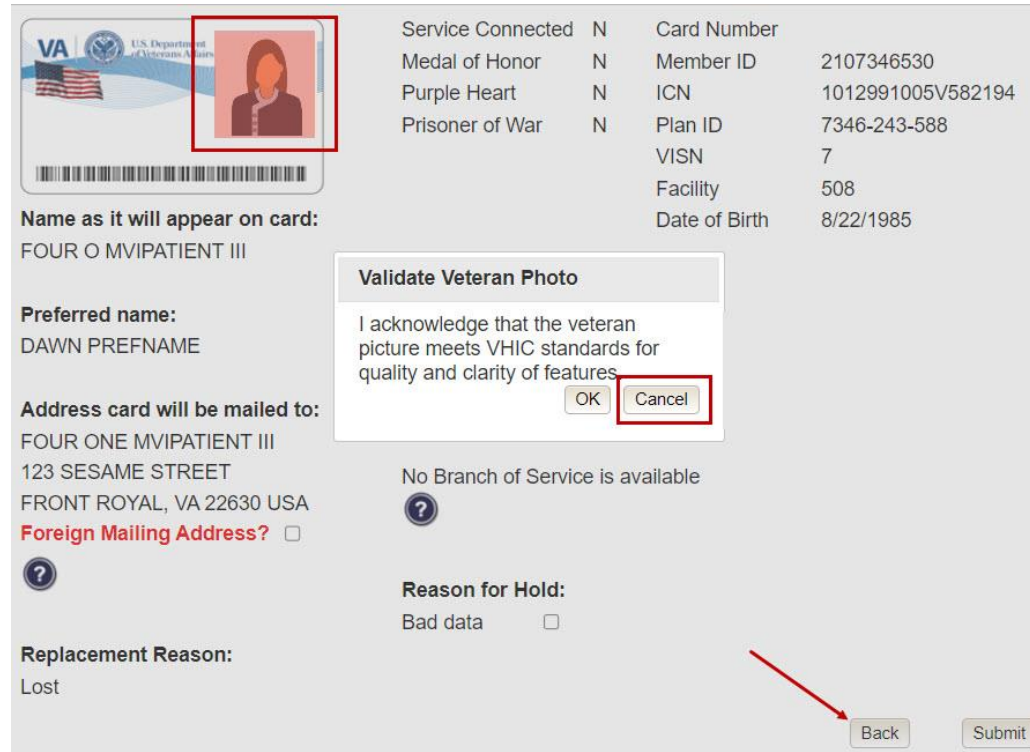 VA
U.S. Department
of Veterans Affairs
Name as it will appear on card:
FOUR O MVIPATIENT III
Preferred name:
DAWN PREFNAME
Address card will be mailed to:
FOUR ONE MVIPATIENT III
123 SESAME STREET
FRONT ROYAL, VA 22630 USA
Foreign Mailing Address?
?
Replacement Reason:
Lost
Service Connected N
Medal of Honor N
Purple Heart N
Prisoner of War N
Card Number
Member ID 2107346530
ICN 1012991005V582194
Plan ID 7346-243-588
VISN 7
Facility 508
Date of Birth 8/22/1985
Validate Veteran Photo
I acknowledge that the veteran
picture meets VHIC standards for
quality and clarity of features.
OK Cancel
No Branch of Service is available
?
Reason for Hold:
Bad data
Back Submit